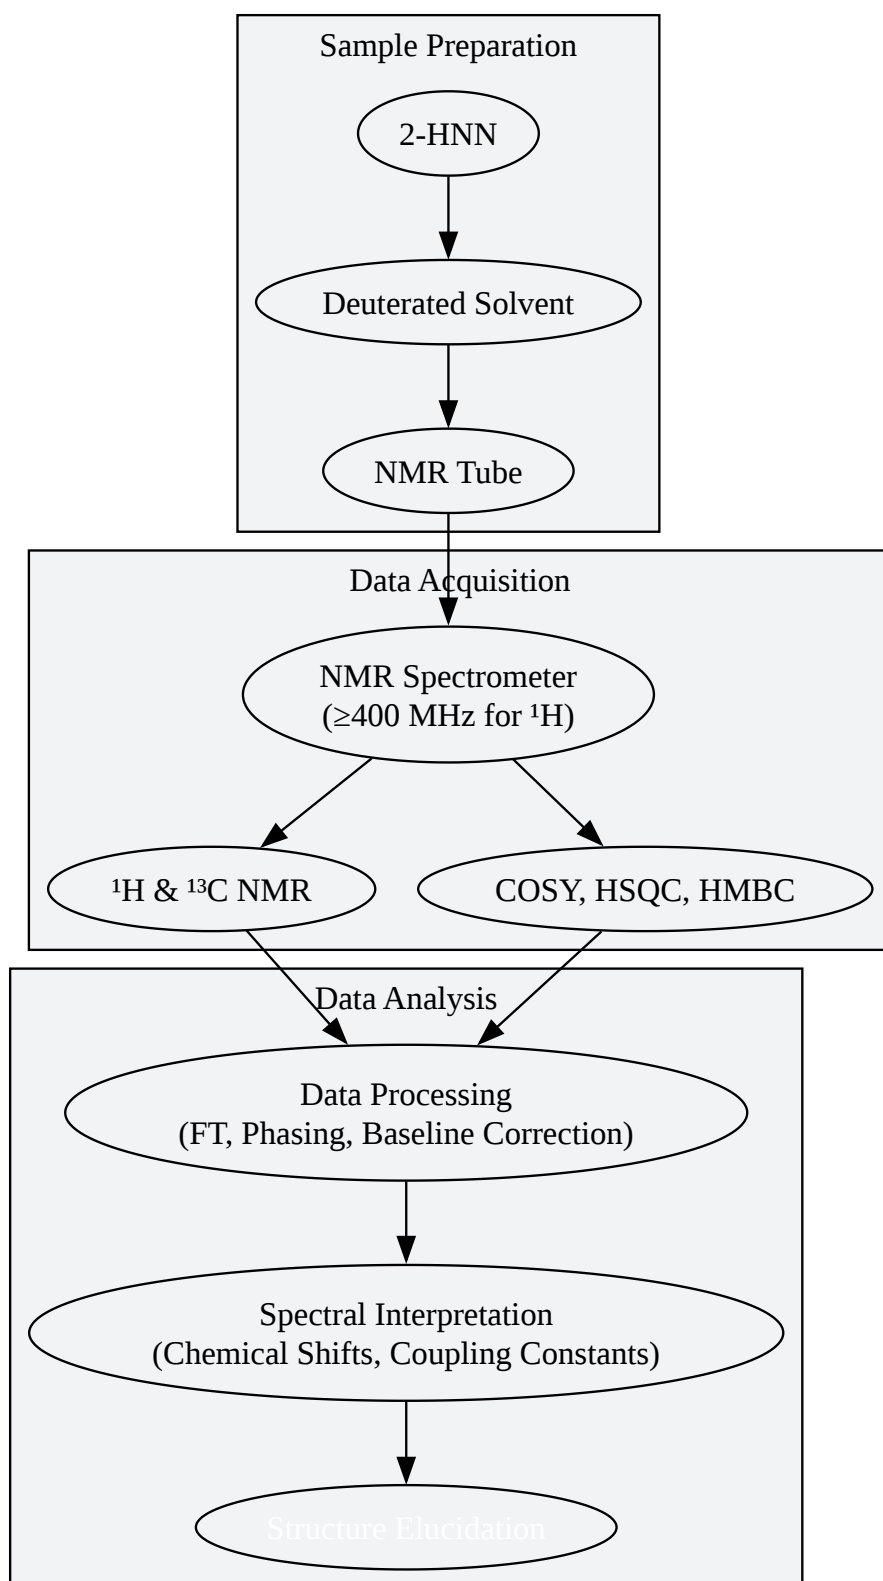 Sample Preparation
2-HNN
Deuterated Solvent
NMR Tube
Data Acquisition
NMR Spectrometer
(≥400 MHz for ¹H)
¹H & ¹³C NMR
COSY, HSQC, HMBC
Data Analysis
Data Processing
(FT, Phasing, Baseline Correction)
Spectral Interpretation
(Chemical Shifts, Coupling Constants)
Structure Elucidation